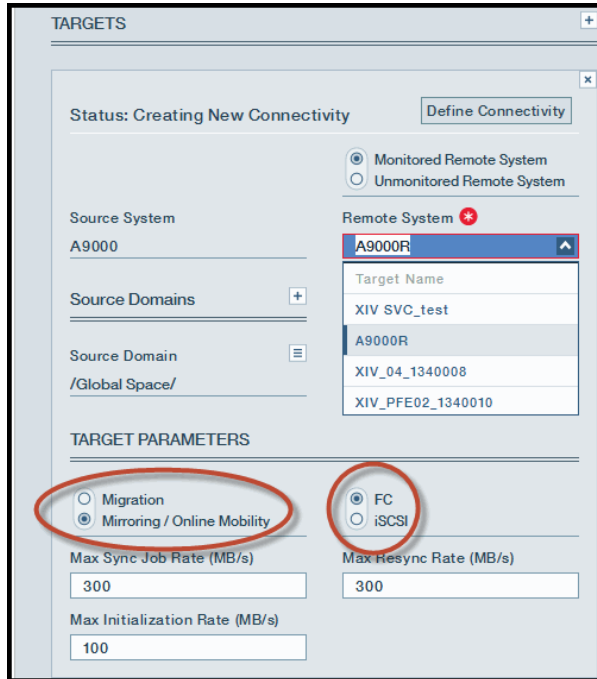 TARGETS
Status: Creating New Connectivity
Define Connectivity
Monitored Remote System
Unmonitored Remote System
Source System
Remote System
A9000
A9000R
Target Name
XIV SVC_test
A9000R
XIV_04_1340008
XIV_PFE02_1340010
Source Domains
Source Domain
/Global Space/
TARGET PARAMETERS
Migration
Mirroring / Online Mobility
FC
iSCSI
Max Sync Job Rate (MB/s)
Max Resync Rate (MB/s)
300
300
Max Initialization Rate (MB/s)
100